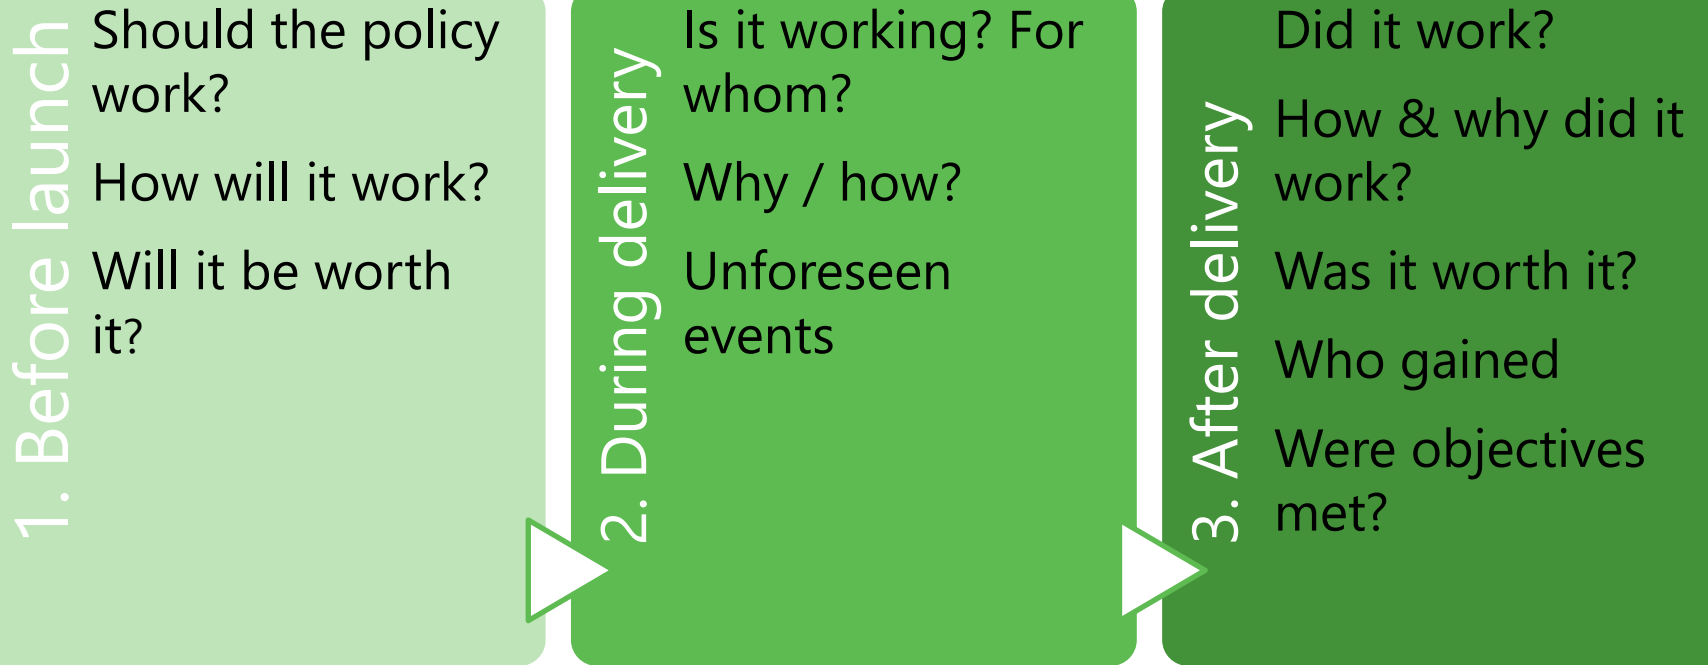 1. Before launch
Should the policy
work?
How will it work?
Will it be worth
it?
2. During delivery
Is it working? For
whom?
Why / how?
Unforeseen
events
3. After delivery
Did it work?
How & why did it
work?
Was it worth it?
Who gained
Were objectives
met?